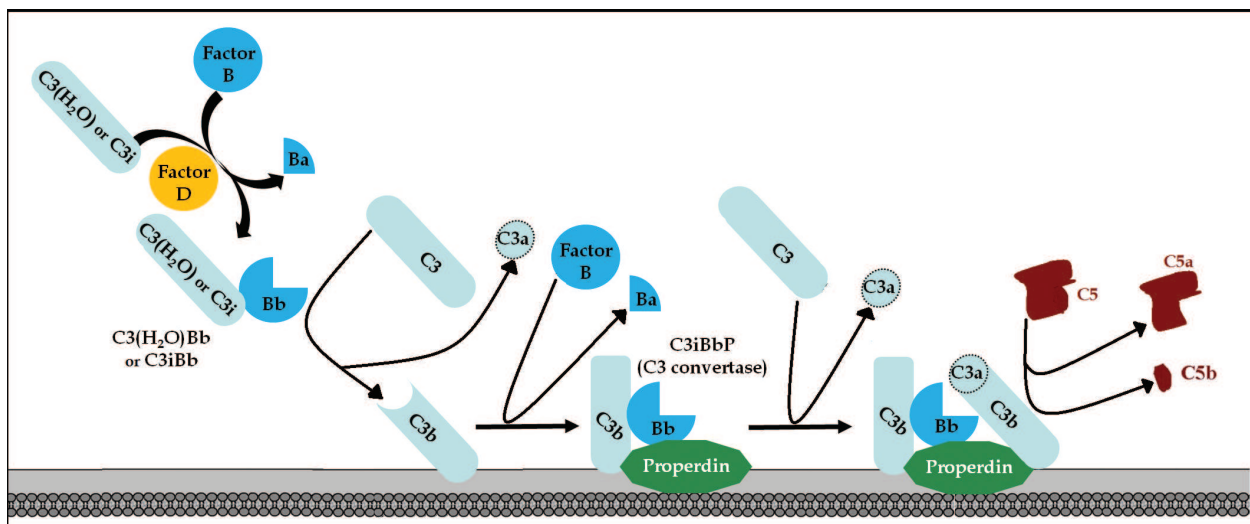 Factor
B
C3(H₂O) or C3i
Factor
D
Ba
C3(H₂O) or C3i
Bb
C3(H₂O)Bb
or C3iBb
C3
C3a
Factor
B
Ba
C3b
C3iBbP
(C3 convertase)
C3b
Bb
Properdin
C3
C3a
C3b
Bb
C3a
C3b
Properdin
C5
C5a
C5b